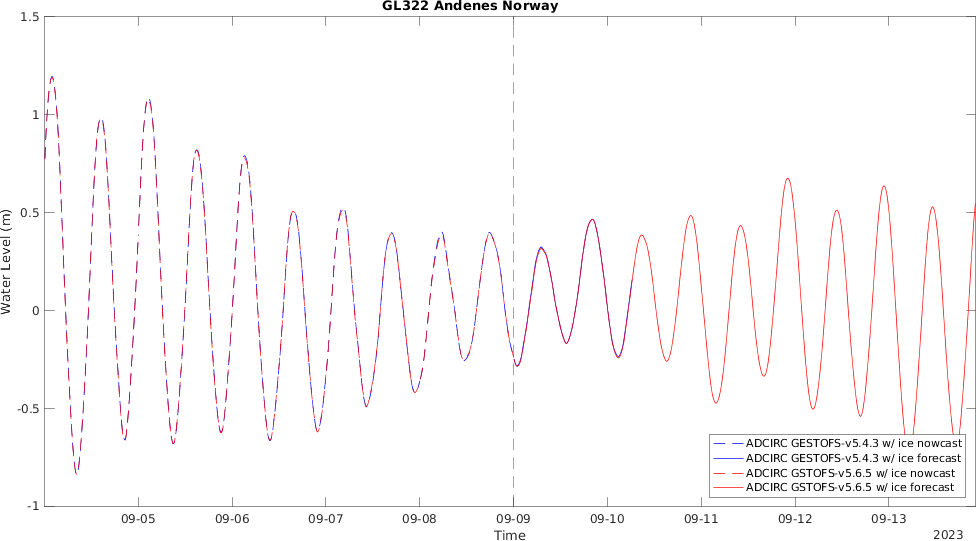 GL322 Andenes Norway
1.5
1
0.5
0
-0.5
-1
Water Level (m)
ADCIRC GESTOFS-v5.4.3 w/ ice nowcast
ADCIRC GESTOFS-v5.4.3 w/ ice forecast
ADCIRC GSTOFS-v5.6.5 w/ ice nowcast
ADCIRC GSTOFS-v5.6.5 w/ ice forecast
09-05 09-06 09-07 09-08 09-09 09-10 09-11 09-12 09-13
Time
2023